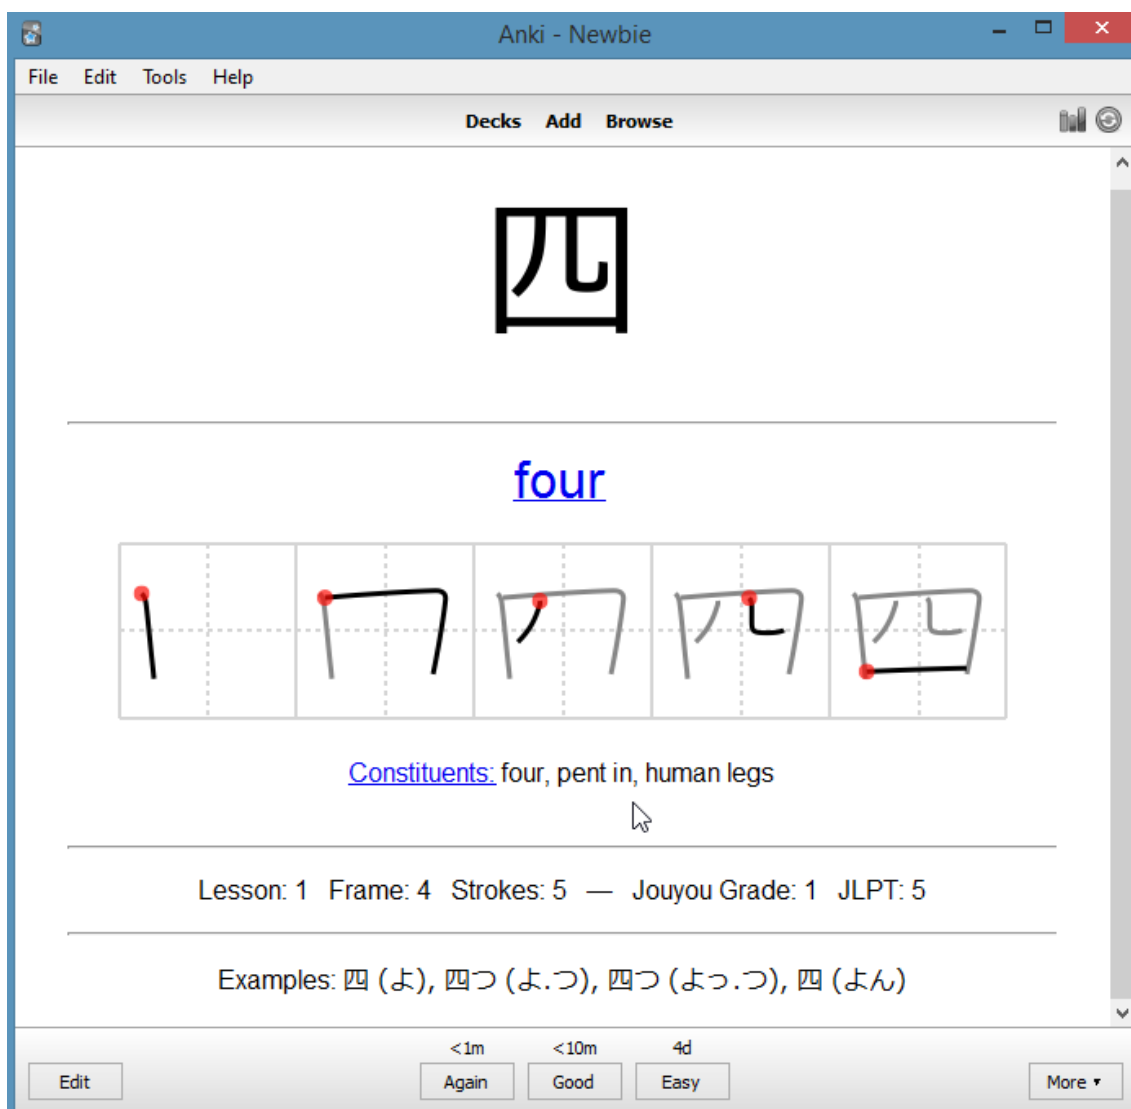 Anki - Newbie
File Edit Tools Help
Decks Add Browse
四
four
Constituents: four, pent in, human legs
Lesson: 1 Frame: 4 Strokes: 5 — Jouyou Grade: 1 JLPT: 5
Examples: 四 (よ), 四つ (よ.つ), 四つ (よっ.つ), 四 (よん)
<1m <10m 4d
Edit Again Good Easy More ▾